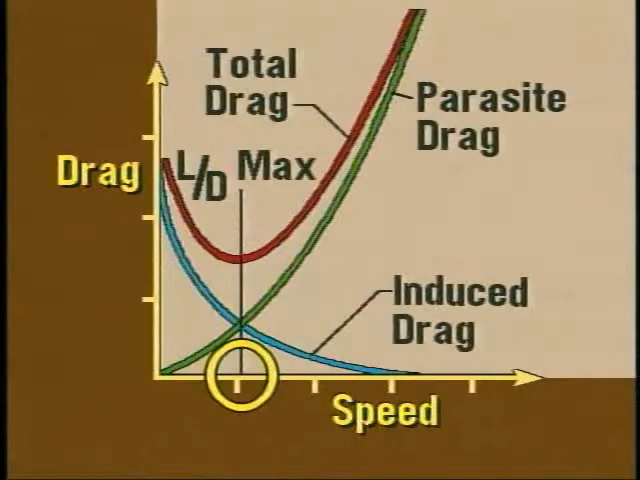 Total
Drag
Parasite
Drag
L/D Max
Drag
Induced
Drag
Speed